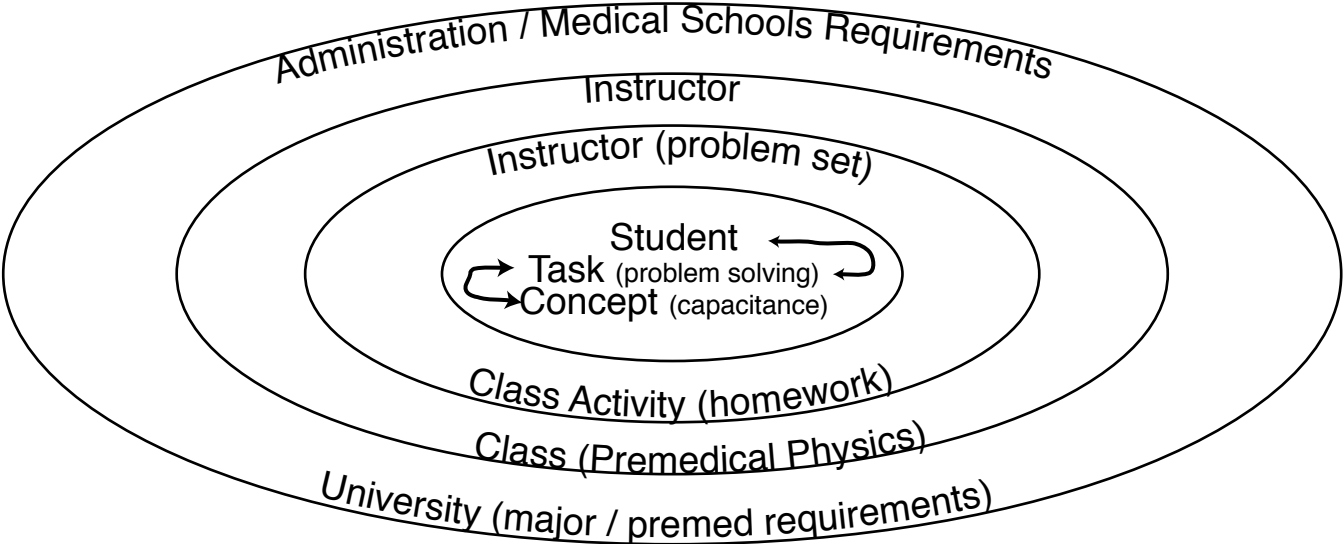 Administration / Medical Schools Requirements
Instructor
Instructor (problem set)
Student
Task (problem solving)
Concept (capacitance)
Class Activity (homework)
Class (Premedical Physics)
University (major / premed requirements)